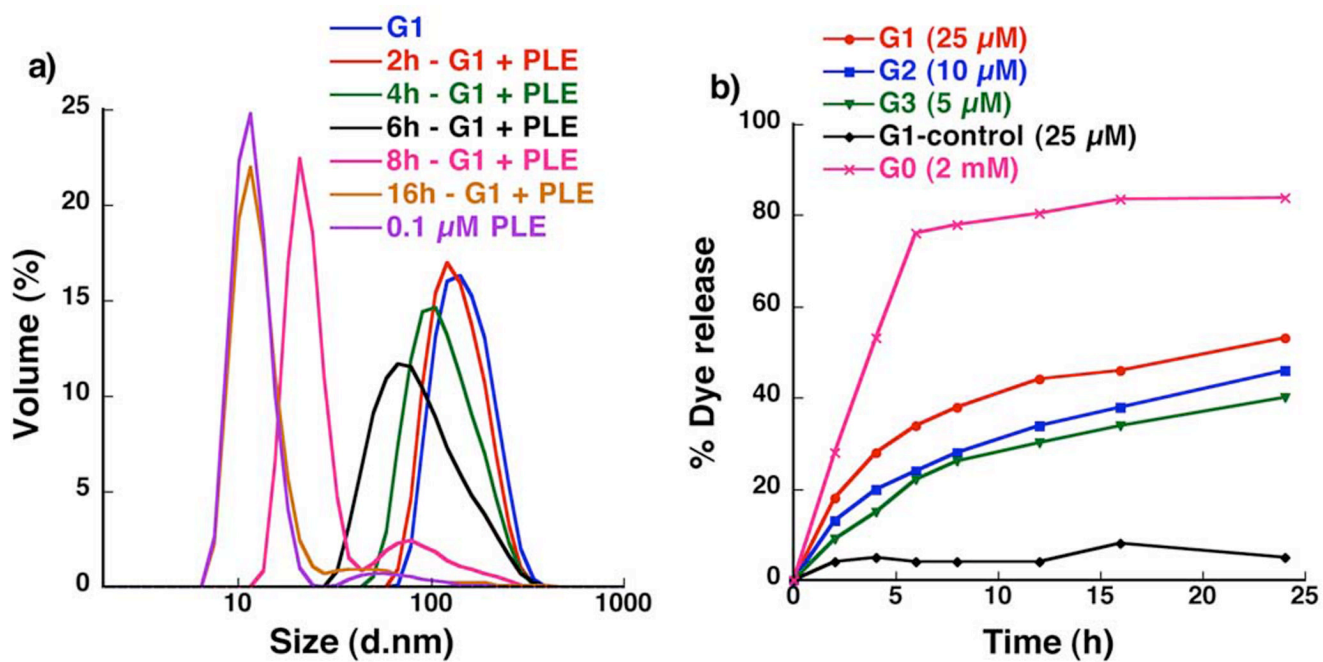 a)
G1
2h - G1 + PLE
4h - G1 + PLE
6h - G1 + PLE
8h - G1 + PLE
16h - G1 + PLE
0.1 µM PLE
Volume (%)
25
20
15
10
5
0
10 100 1000
Size (d.nm)
b)
G1 (25 µM)
G2 (10 µM)
G3 (5 µM)
G1-control (25 µM)
G0 (2 mM)
% Dye release
100
80
60
40
20
0
0 5 10 15 20 25
Time (h)